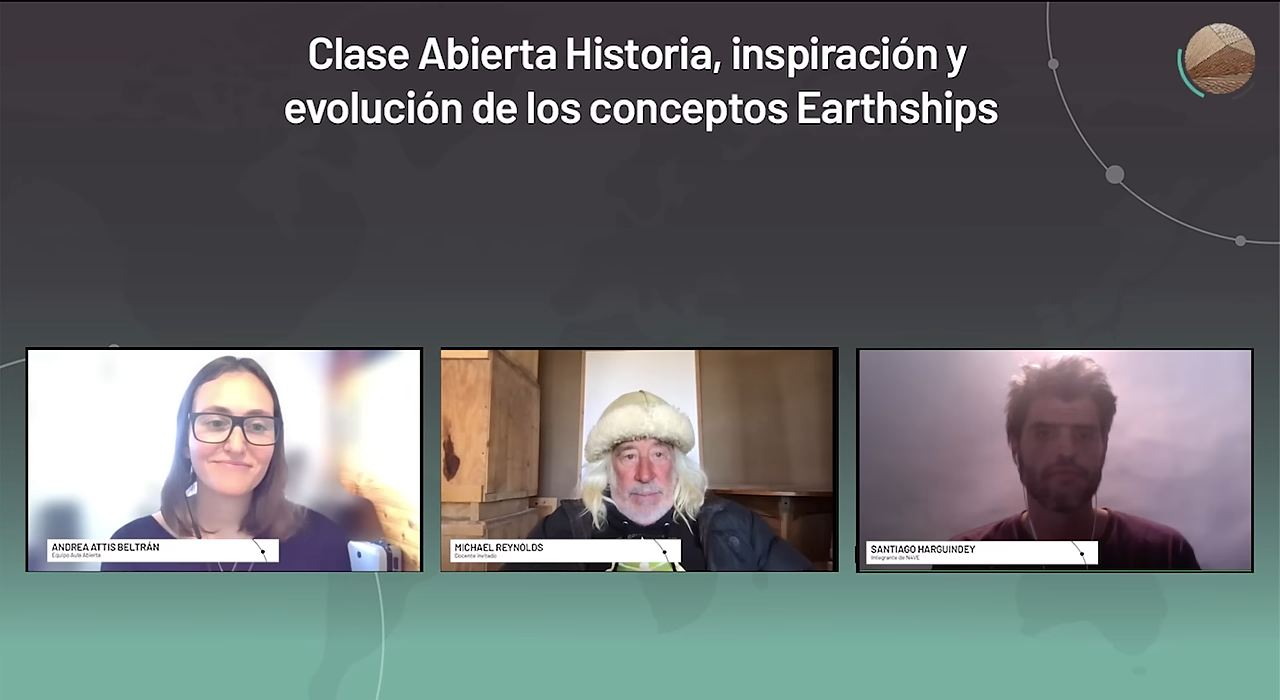 Clase Abierta Historia, inspiración y
evolución de los conceptos Earthships
ANDREA ATTIS BELTRÁN
Equipo Aula Abierta
MICHAEL REYNOLDS
Docente invitado
SANTIAGO HARGUINDEY
Integrante de NAVE